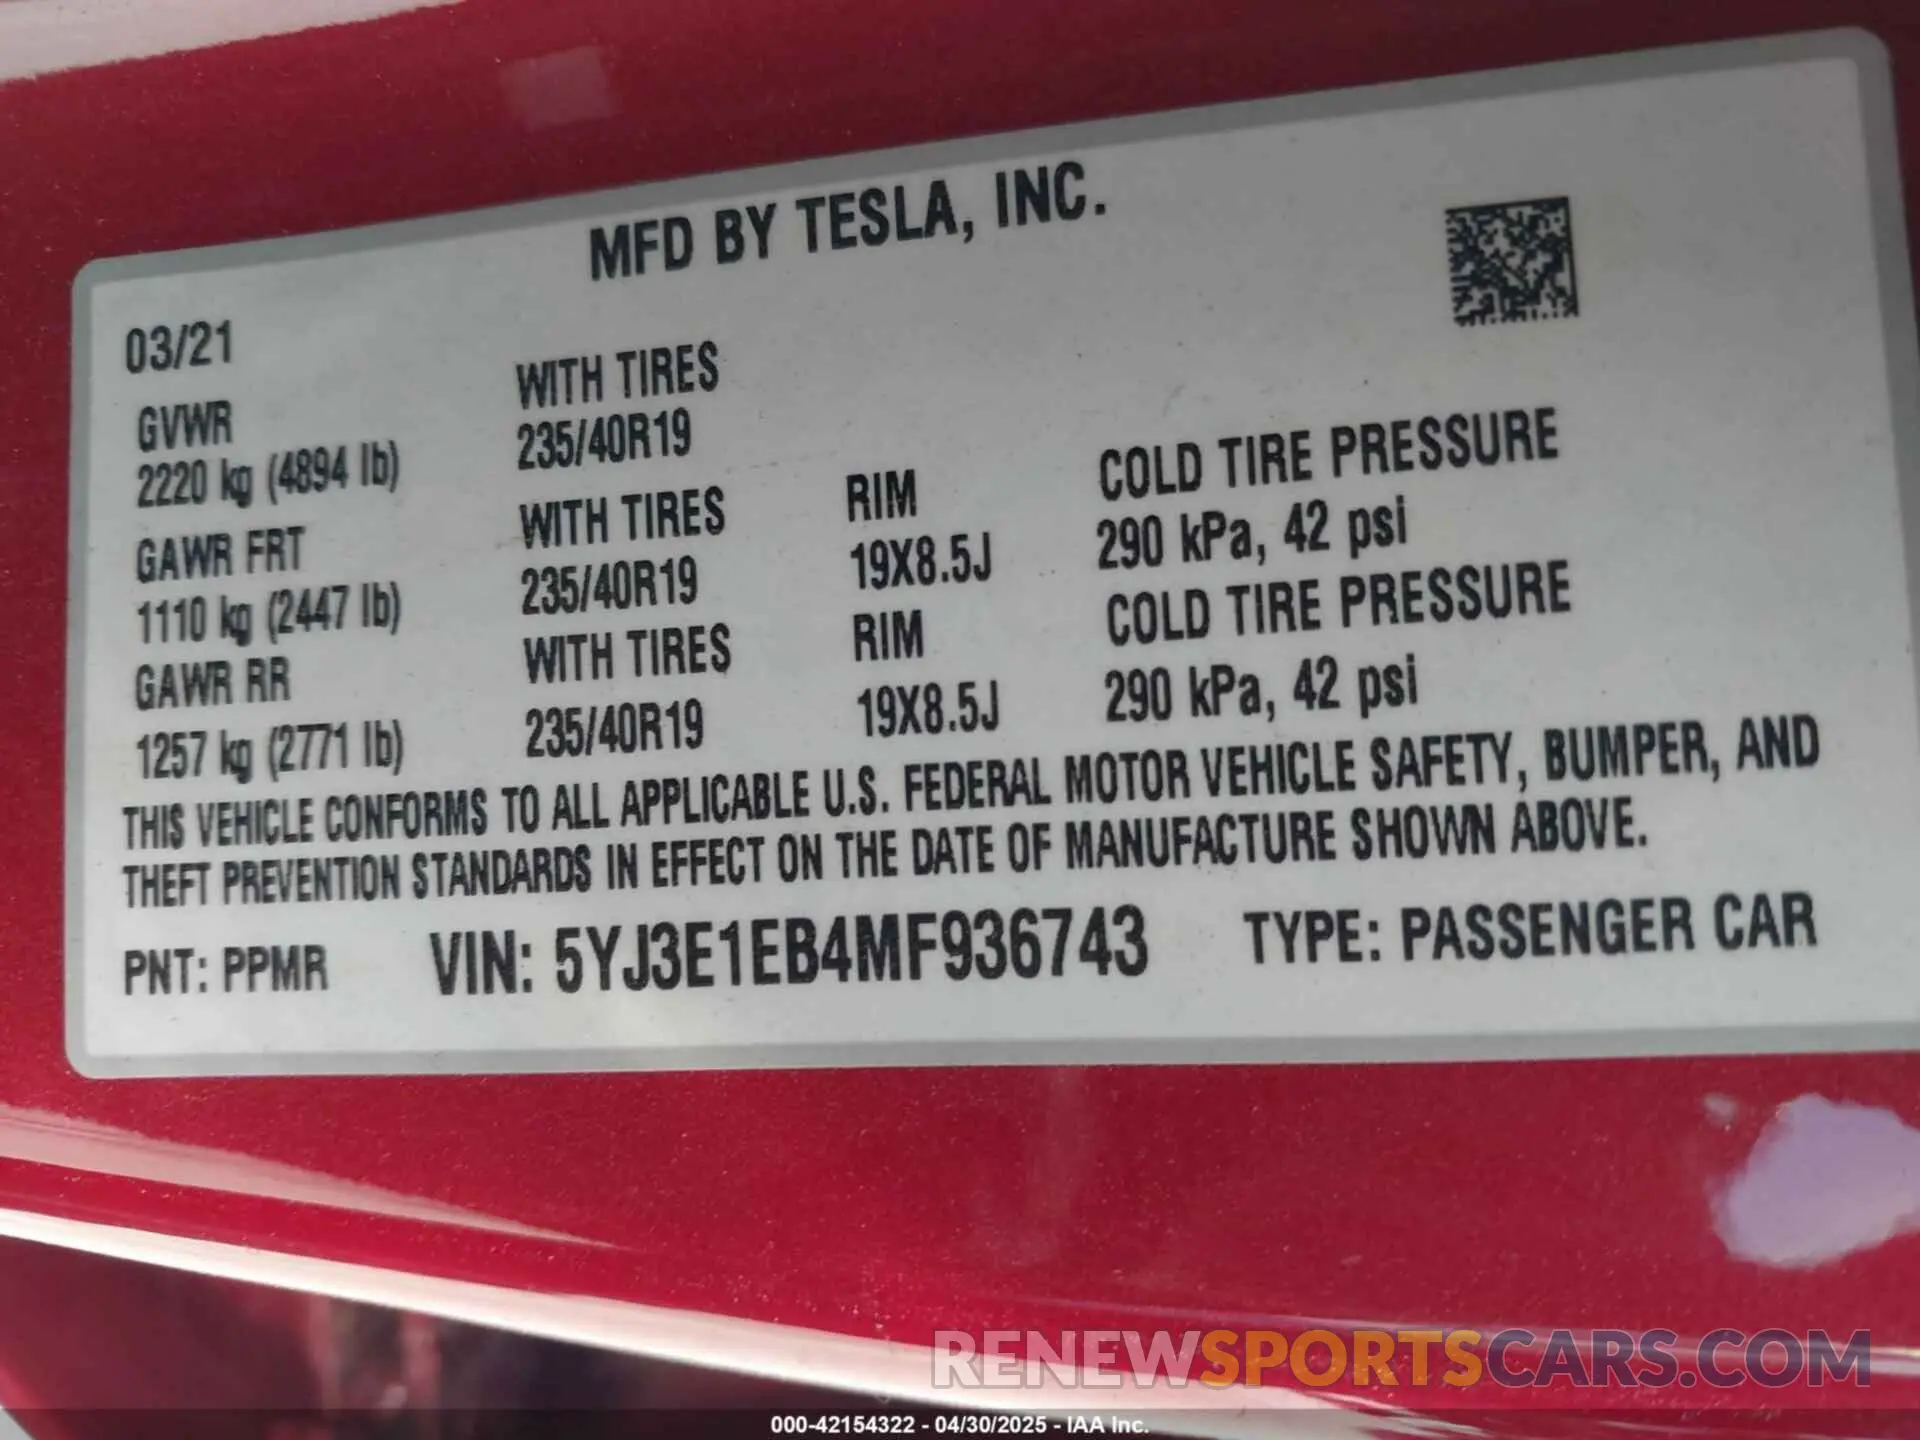 MFD BY TESLA, INC.
03/21
GVWR WITH TIRES
2220 kg (4894 lb) 235/40R19
GAWR FRT WITH TIRES RIM COLD TIRE PRESSURE
1110 kg (2447 lb) 235/40R19 19X8.5J 290 kPa, 42 psi
GAWR RR WITH TIRES RIM COLD TIRE PRESSURE
1257 kg (2771 lb) 235/40R19 19X8.5J 290 kPa, 42 psi
THIS VEHICLE CONFORMS TO ALL APPLICABLE U.S. FEDERAL MOTOR VEHICLE SAFETY, BUMPER, AND
THEFT PREVENTION STANDARDS IN EFFECT ON THE DATE OF MANUFACTURE SHOWN ABOVE.
PNT: PPMR VIN: 5YJ3E1EB4MF936743 TYPE: PASSENGER CAR
RENEWSPORTSCARS.COM
000-42154322 - 04/30/2025 - IAA Inc.